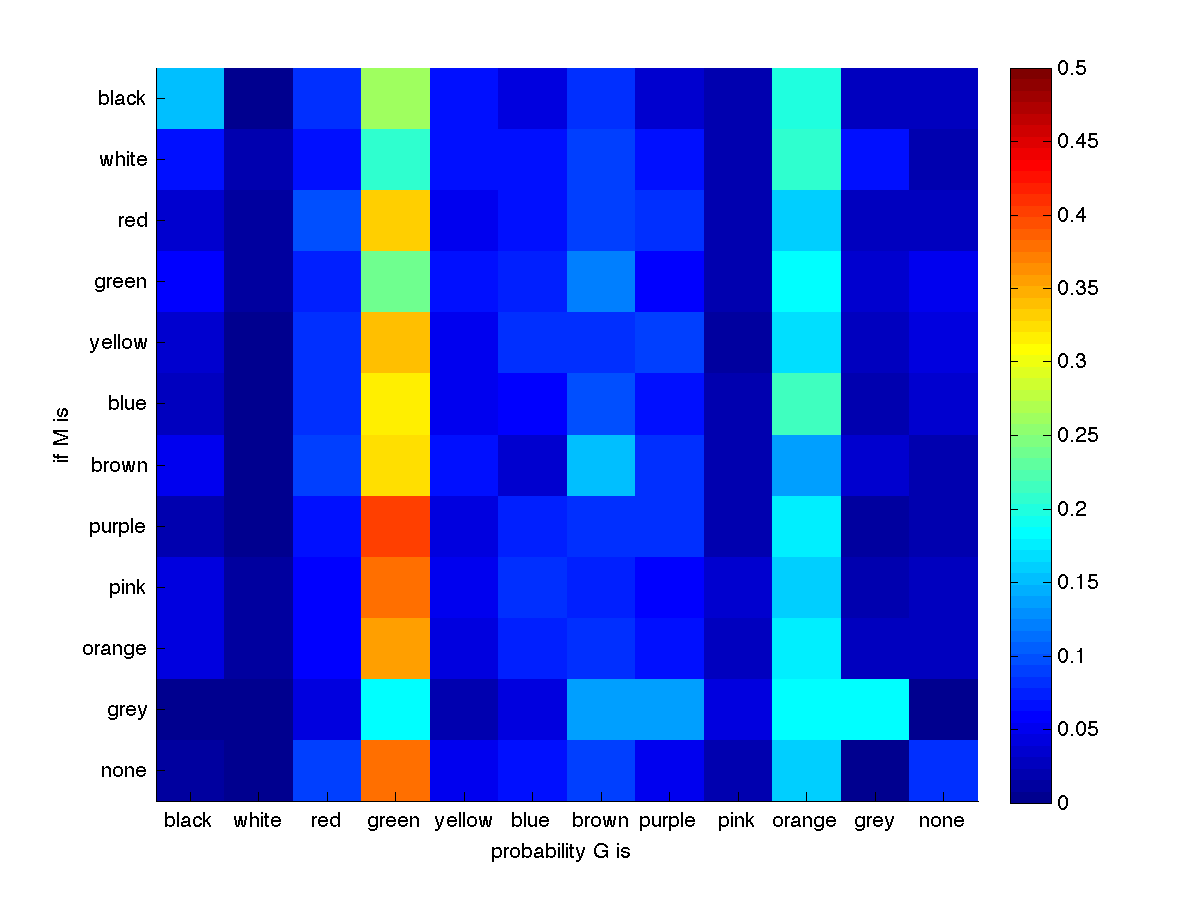 0.5
black
0.45
white
0.4
red
0.35
green
0.3
yellow
0.25
blue
if M is
0.2
brown
0.15
purple
pink
0.1
orange
0.05
grey
none
0
black white red green yellow blue brown purple pink orange grey none
probability G is